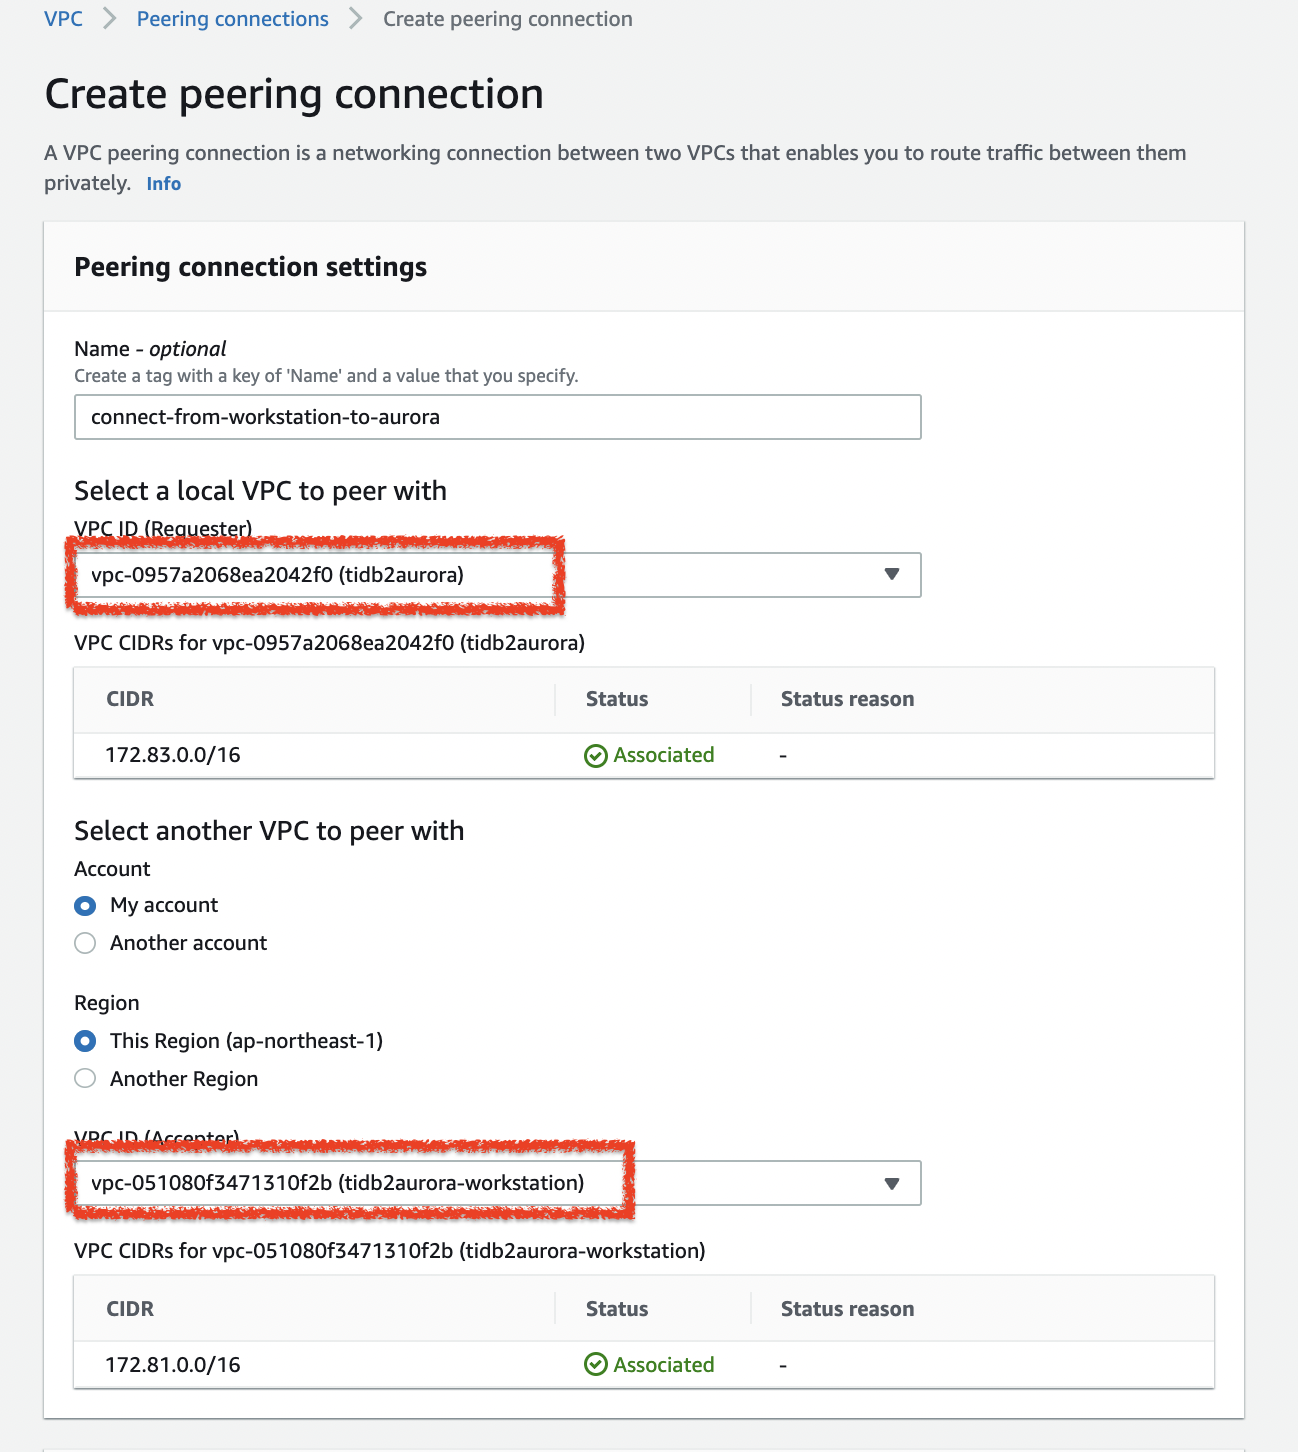 VPC > Peering connections > Create peering connection
Create peering connection
A VPC peering connection is a networking connection between two VPCs that enables you to route traffic between them
privately. Info
Peering connection settings
Name - optional
Create a tag with a key of 'Name' and a value that you specify.
connect-from-workstation-to-aurora
Select a local VPC to peer with
VPC ID (Requester)
vpc-0957a2068ea2042f0 (tidb2aurora)
VPC CIDRs for vpc-0957a2068ea2042f0 (tidb2aurora)
CIDR Status Status reason
172.83.0.0/16 Associated -
Select another VPC to peer with
Account
My account
Another account
Region
This Region (ap-northeast-1)
Another Region
VPC ID (Accepter)
vpc-051080f3471310f2b (tidb2aurora-workstation)
VPC CIDRs for vpc-051080f3471310f2b (tidb2aurora-workstation)
CIDR Status Status reason
172.81.0.0/16 Associated -